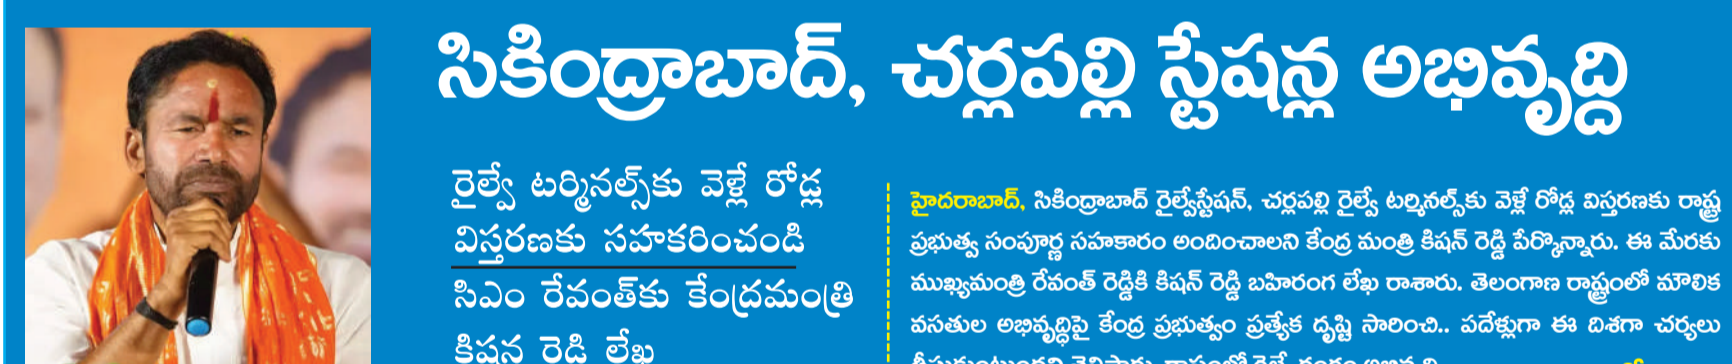 సికింద్రాబాద్, చర్లపల్లి స్టేషన్ల అభివృద్ది
రైల్వే టర్మినల్స్‌కు వెళ్లే రోడ్ల
విస్తరణకు సహకరించండి
సిఎం రేవంత్‌కు కేంద్రమంత్రి
కిషన్ రెడ్డి లేఖ
హైదరాబాద్, సికింద్రాబాద్ రైల్వేస్టేషన్, చర్లపల్లి రైల్వే టర్మినల్స్‌కు వెళ్లే రోడ్ల విస్తరణకు రాష్ట్ర
ప్రభుత్వ సంపూర్ణ సహకారం అందించాలని కేంద్ర మంత్రి కిషన్ రెడ్డి పేర్కొన్నారు. ఈ మేరకు
ముఖ్యమంత్రి రేవంత్ రెడ్డికి కిషన్ రెడ్డి బహిరంగ లేఖ రాశారు. తెలంగాణ రాష్ట్రంలో మౌలిక
వసతుల అభివృద్ధిపై కేంద్ర ప్రభుత్వం ప్రత్యేక దృష్టి సారించి.. పదేళ్లుగా ఈ దిశగా చర్యలు